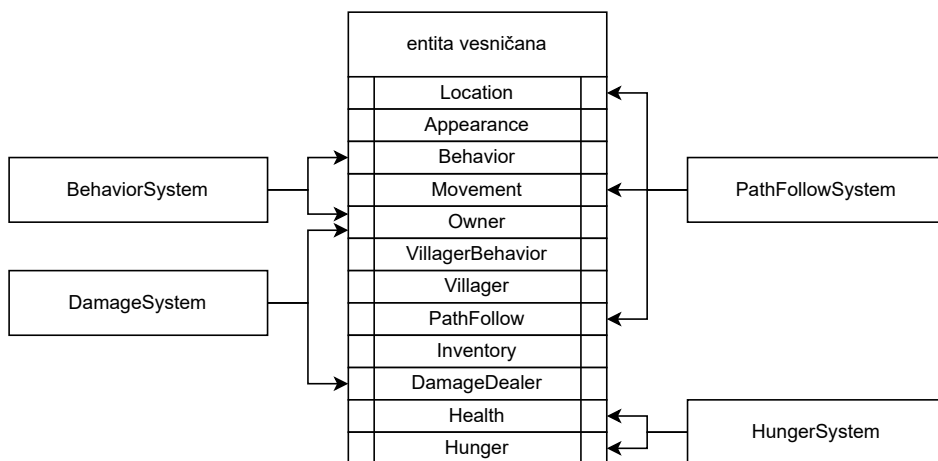 entita vesničana
Location
Appearance
Behavior
Movement
Owner
VillagerBehavior
Villager
PathFollow
Inventory
DamageDealer
Health
Hunger
BehaviorSystem
DamageSystem
PathFollowSystem
HungerSystem